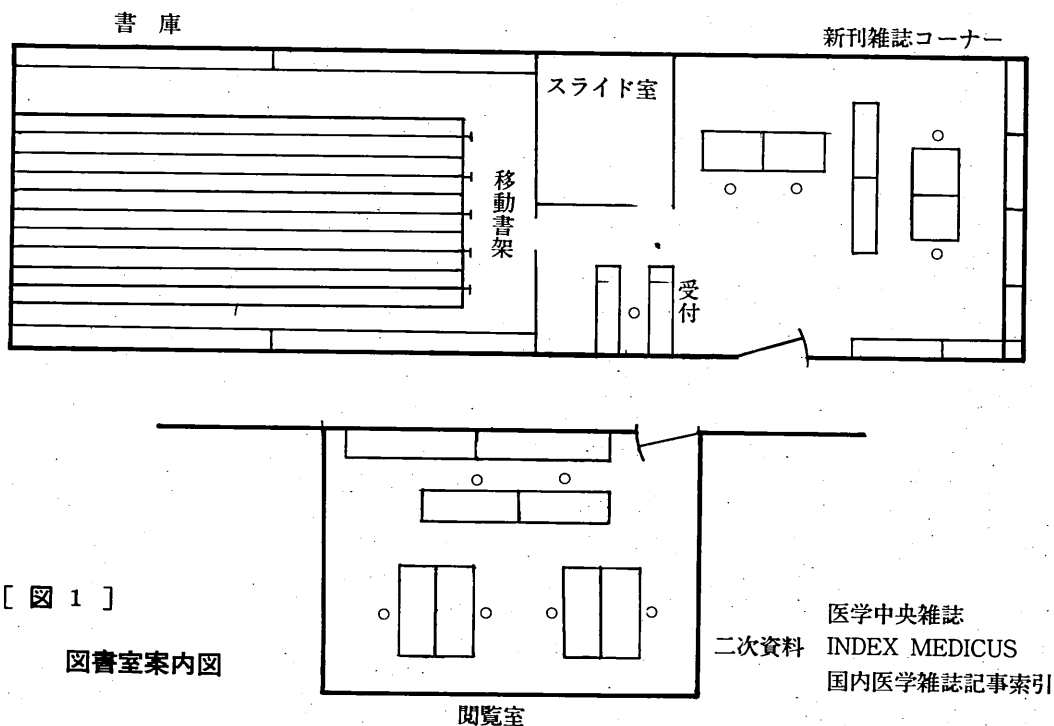 書 庫
新刊雑誌コーナー
スライド室
移動書架
受付
[ 図 1 ]
図書室案内図
医学中央雑誌
二次資料 INDEX MEDICUS
国内医学雑誌記事索引
閲覧室